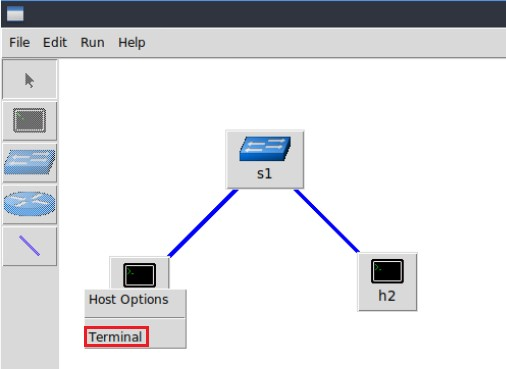 File Edit Run Help
s1
Host Options
h2
Terminal